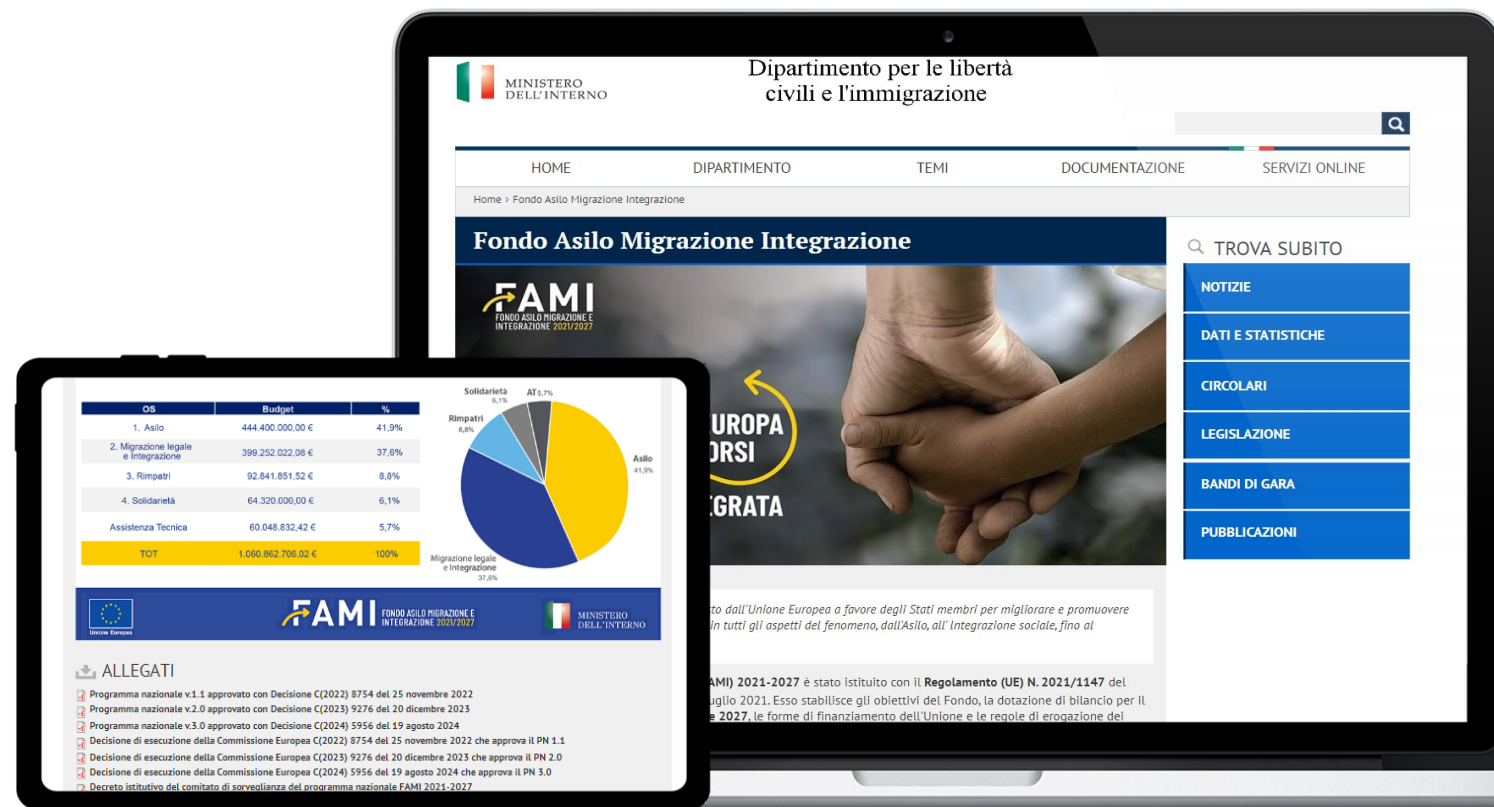 MINISTERO
DELL'INTERNO
Dipartimento per le libertà
civili e l'immigrazione
HOME DIPARTIMENTO TEMI DOCUMENTAZIONE SERVIZI ONLINE
Home › Fondo Asilo Migrazione Integrazione
Fondo Asilo Migrazione Integrazione
FAMI
FONDO ASILO MIGRAZIONE E
INTEGRAZIONE 2021/2027
UROPA
ORSI
GRATA
TROVA SUBITO
NOTIZIE
DATI E STATISTICHE
CIRCOLARI
LEGISLAZIONE
BANDI DI GARA
PUBBLICAZIONI
dall'Unione Europea a favore degli Stati membri per migliorare e promuovere
in tutti gli aspetti del fenomeno, dall'Asilo, all' Integrazione sociale, fino al
AMI) 2021-2027 è stato istituito con il Regolamento (UE) N. 2021/1147 del
uglio 2021. Esso stabilisce gli obiettivi del Fondo, la dotazione di bilancio per il
2027, le forme di finanziamento dell'Unione e le regole di erogazione dei
OS Budget %
1. Asilo 444.400.000,00 € 41,9%
2. Migrazione legale
e Integrazione 399.252.022,08 € 37,6%
3. Rimpatri 92.841.851,52 € 8,8%
4. Solidarietà 64.320.000,00 € 6,1%
Assistenza Tecnica 60.048.832,42 € 5,7%
TOT 1.060.862.706,02 € 100%
Solidarietà
6,1%
AT 5,7%
Rimpatri
8,8%
Asilo
41,9%
Migrazione legale
e Integrazione
37,6%
Unione Europea
FAMI
FONDO ASILO MIGRAZIONE E
INTEGRAZIONE 2021/2027
MINISTERO
DELL'INTERNO
ALLEGATI
Programma nazionale v.1.1 approvato con Decisione C(2022) 8754 del 25 novembre 2022
Programma nazionale v.2.0 approvato con Decisione C(2023) 9276 del 20 dicembre 2023
Programma nazionale v.3.0 approvato con Decisione C(2024) 5956 del 19 agosto 2024
Decisione di esecuzione della Commissione Europea C(2022) 8754 del 25 novembre 2022 che approva il PN 1.1
Decisione di esecuzione della Commissione Europea C(2023) 9276 del 20 dicembre 2023 che approva il PN 2.0
Decisione di esecuzione della Commissione Europea C(2024) 5956 del 19 agosto 2024 che approva il PN 3.0
Decreto istitutivo del comitato di sorveglianza del programma nazionale FAMI 2021-2027